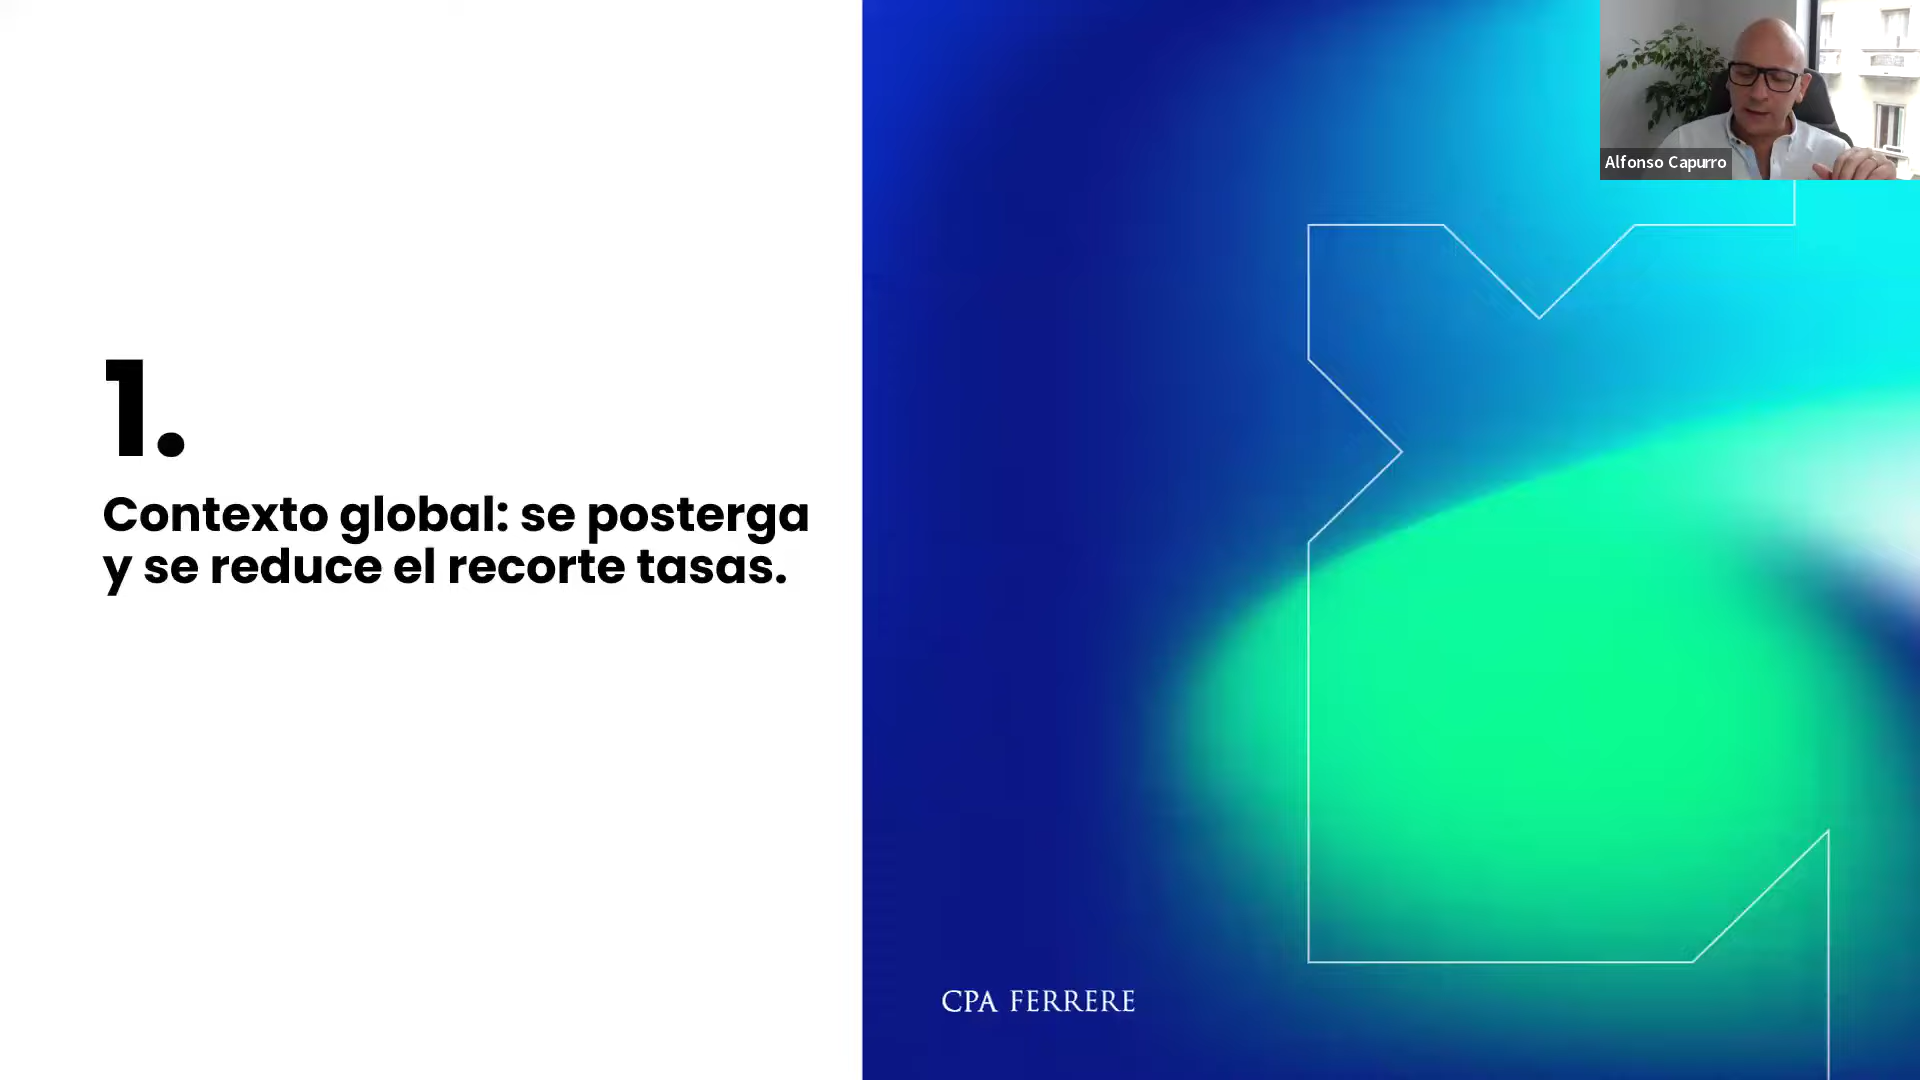 Alfonso Capurro
1.
Contexto global: se posterga
y se reduce el recorte tasas.
CPA FERRERE